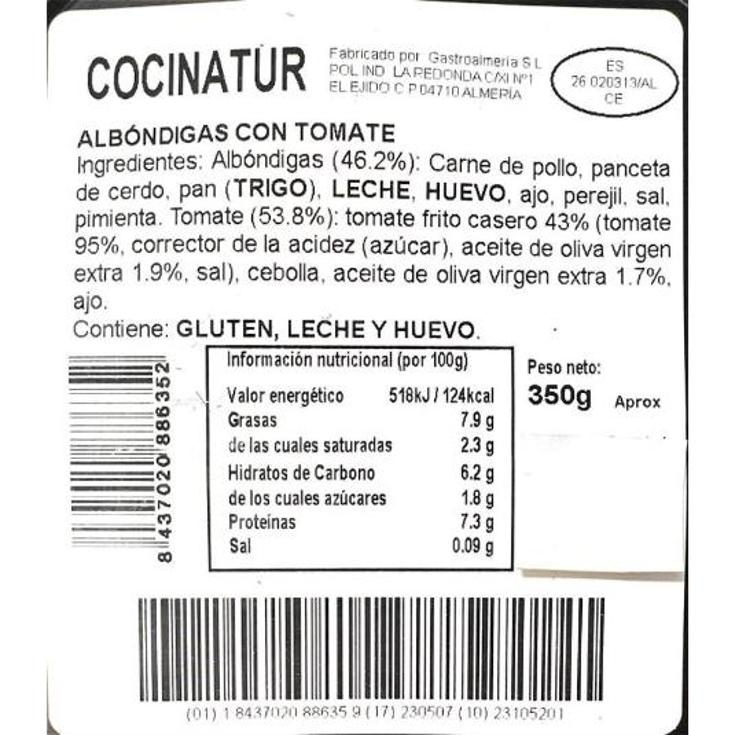 COCINATUR
Fabricado por Gastroalmeria S L
POL IND LA REDONDA C/XI Nº1
EL EJIDO C P 04710 ALMERÍA
ES
26 020313/AL
CE
ALBÓNDIGAS CON TOMATE
Ingredientes: Albóndigas (46.2%): Carne de pollo, panceta
de cerdo, pan (TRIGO), LECHE, HUEVO, ajo, perejil, sal,
pimienta. Tomate (53.8%): tomate frito casero 43% (tomate
95%, corrector de la acidez (azúcar), aceite de oliva virgen
extra 1.9%, sal), cebolla, aceite de oliva virgen extra 1.7%,
ajo.
Contiene: GLUTEN, LECHE Y HUEVO.
Información nutricional (por 100g)
Valor energético 518kJ / 124kcal
Grasas 7.9 g
de las cuales saturadas 2.3 g
Hidratos de Carbono 6.2 g
de los cuales azúcares 1.8 g
Proteínas 7.3 g
Sal 0.09 g
Peso neto:
350g Aprox
8 437020 886352
(01) 1 8437020 88635 9 (17) 230507 (10) 23105201